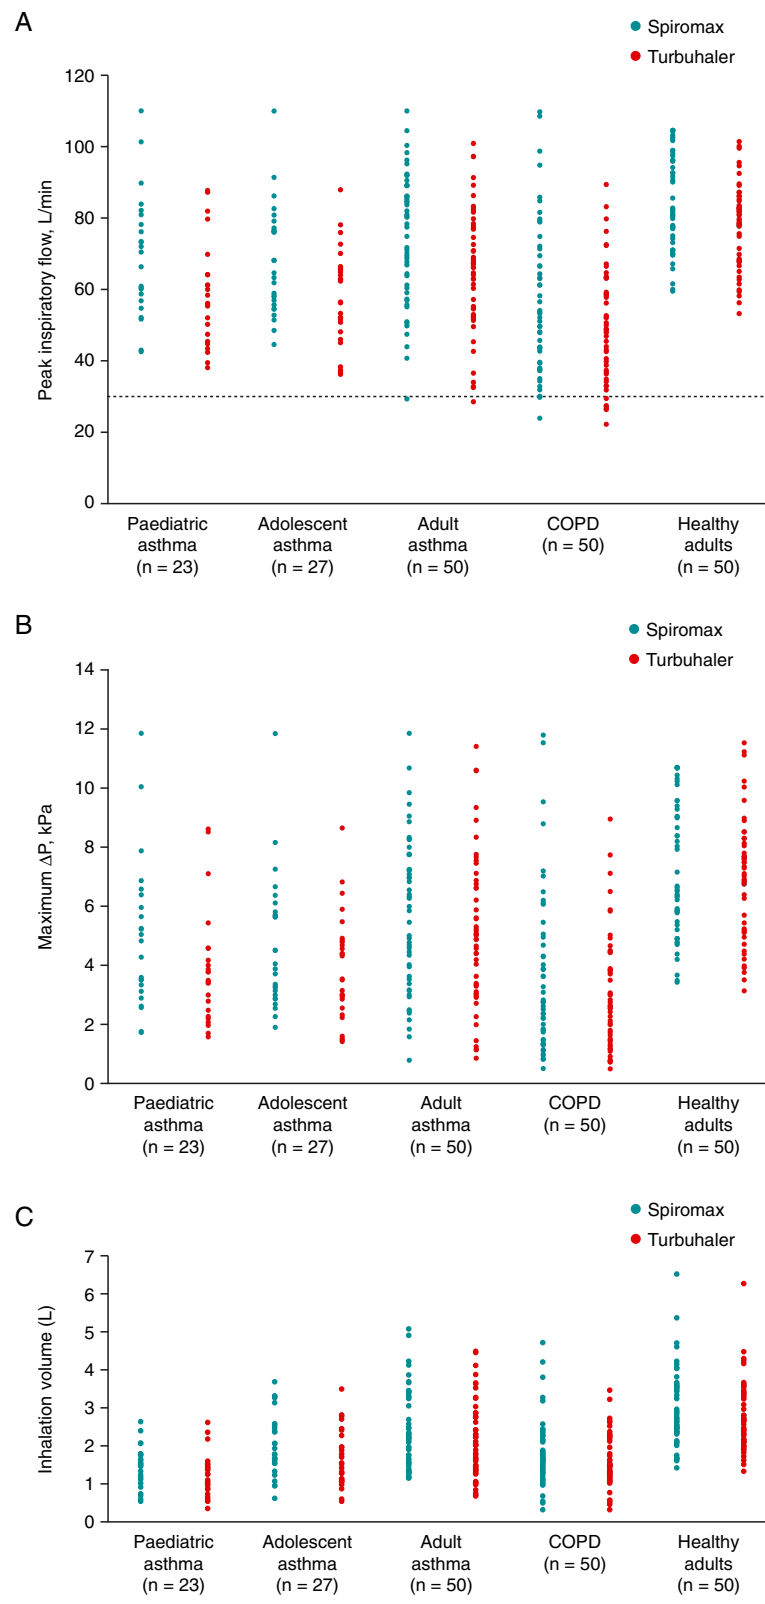 A
Spiromax
Turbuhaler
Peak inspiratory flow, L/min
120
100
80
60
40
20
0
Paediatric asthma (n = 23)
Adolescent asthma (n = 27)
Adult asthma (n = 50)
COPD (n = 50)
Healthy adults (n = 50)
B
Spiromax
Turbuhaler
Maximum ΔP, kPa
14
12
10
8
6
4
2
0
Paediatric asthma (n = 23)
Adolescent asthma (n = 27)
Adult asthma (n = 50)
COPD (n = 50)
Healthy adults (n = 50)
C
Spiromax
Turbuhaler
Inhalation volume (L)
7
6
5
4
3
2
1
0
Paediatric asthma (n = 23)
Adolescent asthma (n = 27)
Adult asthma (n = 50)
COPD (n = 50)
Healthy adults (n = 50)